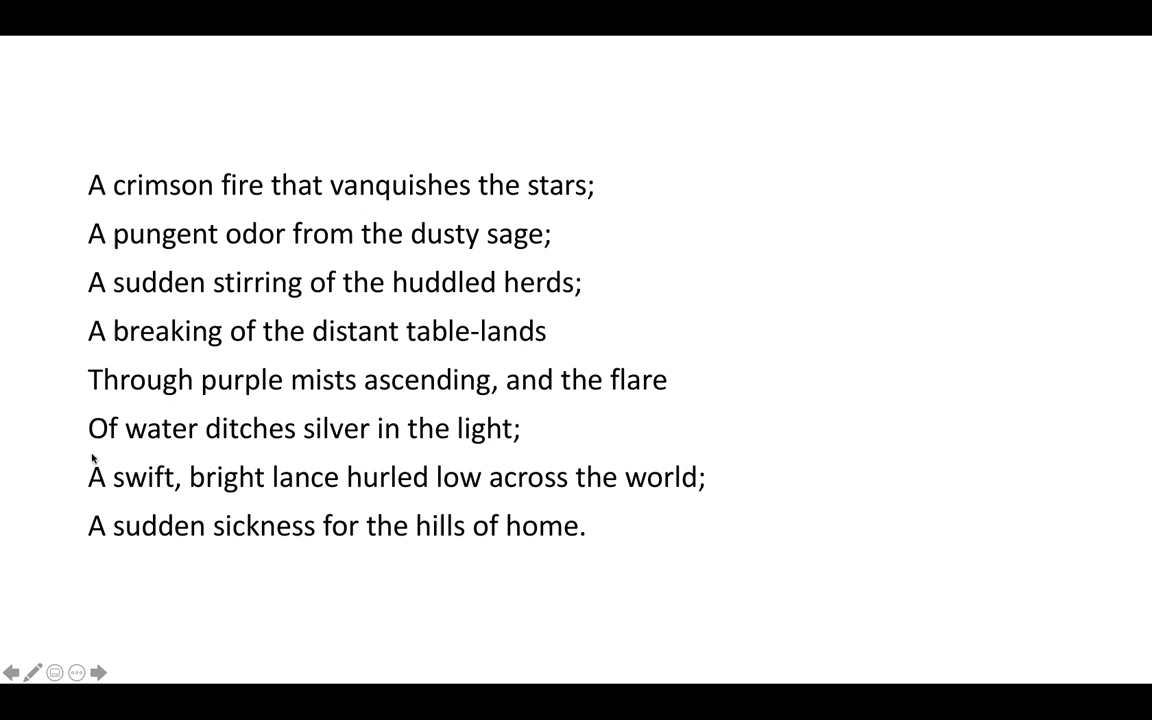 A crimson fire that vanquishes the stars;
A pungent odor from the dusty sage;
A sudden stirring of the huddled herds;
A breaking of the distant table-lands
Through purple mists ascending, and the flare
Of water ditches silver in the light;
A swift, bright lance hurled low across the world;
A sudden sickness for the hills of home.